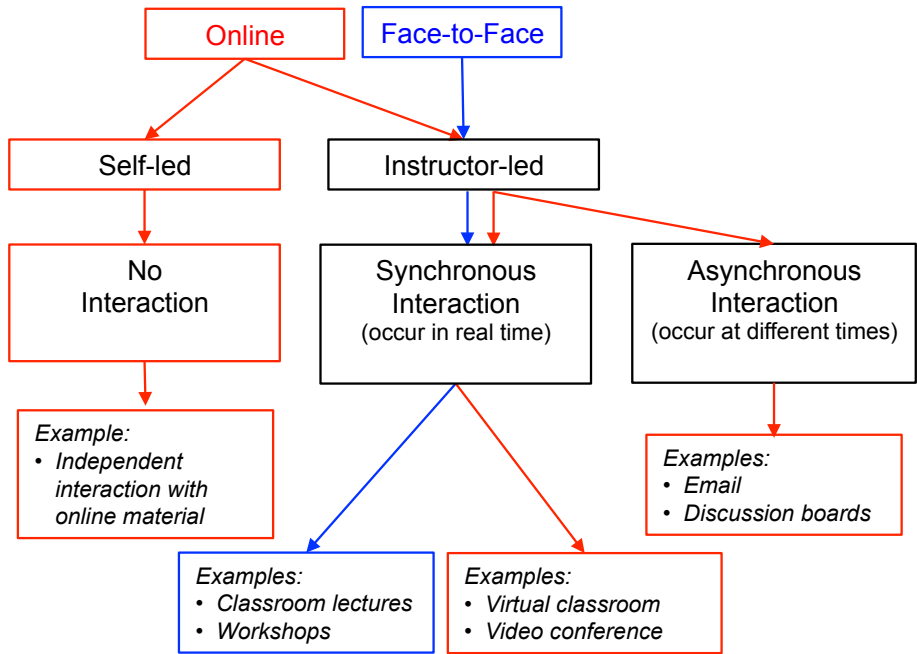 Online
Face-to-Face
Self-led
Instructor-led
No
Interaction
Synchronous
Interaction
(occur in real time)
Asynchronous
Interaction
(occur at different times)
Example:
• Independent
interaction with
online material
Examples:
• Email
• Discussion boards
Examples:
• Classroom lectures
• Workshops
Examples:
• Virtual classroom
• Video conference